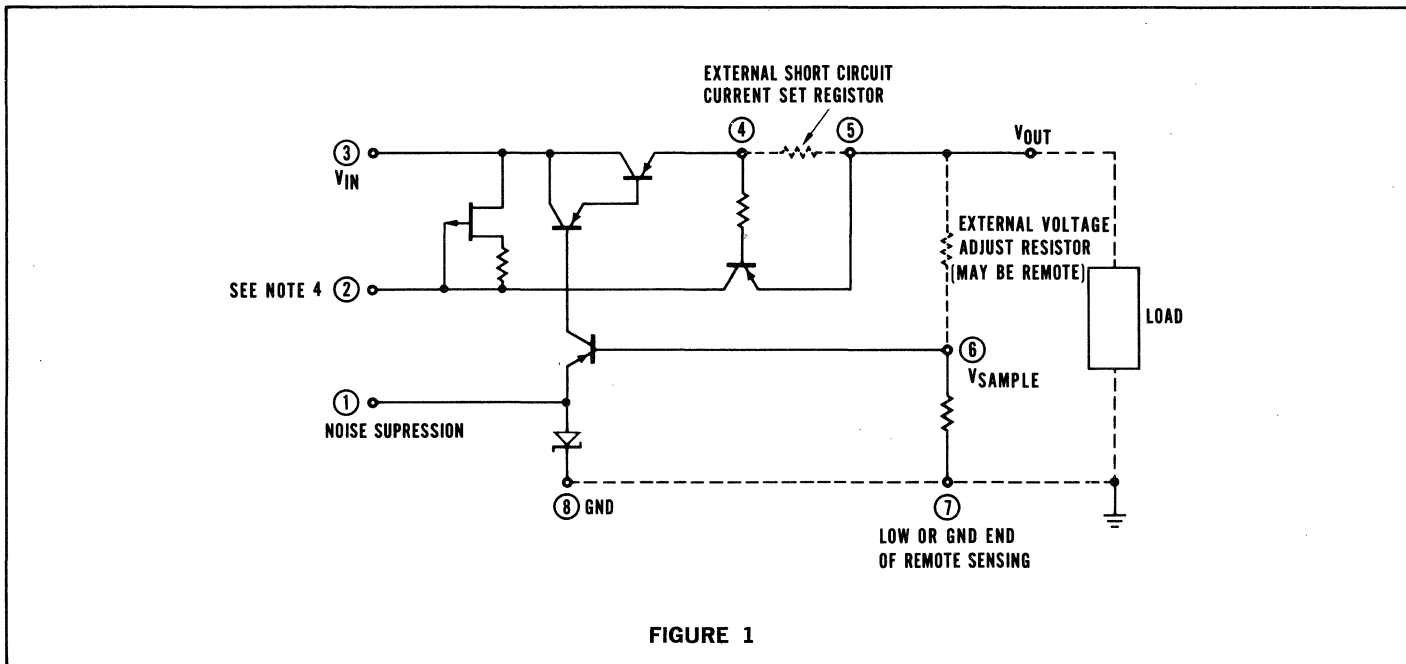 EXTERNAL SHORT CIRCUIT
CURRENT SET REGISTOR
④
⑤
V_OUT
③
V_IN
EXTERNAL VOLTAGE
ADJUST RESISTOR
(MAY BE REMOTE)
SEE NOTE 4 ②
LOAD
⑥
V_SAMPLE
①
NOISE SUPRESSION
⑧ GND
⑦
LOW OR GND END
OF REMOTE SENSING
FIGURE 1